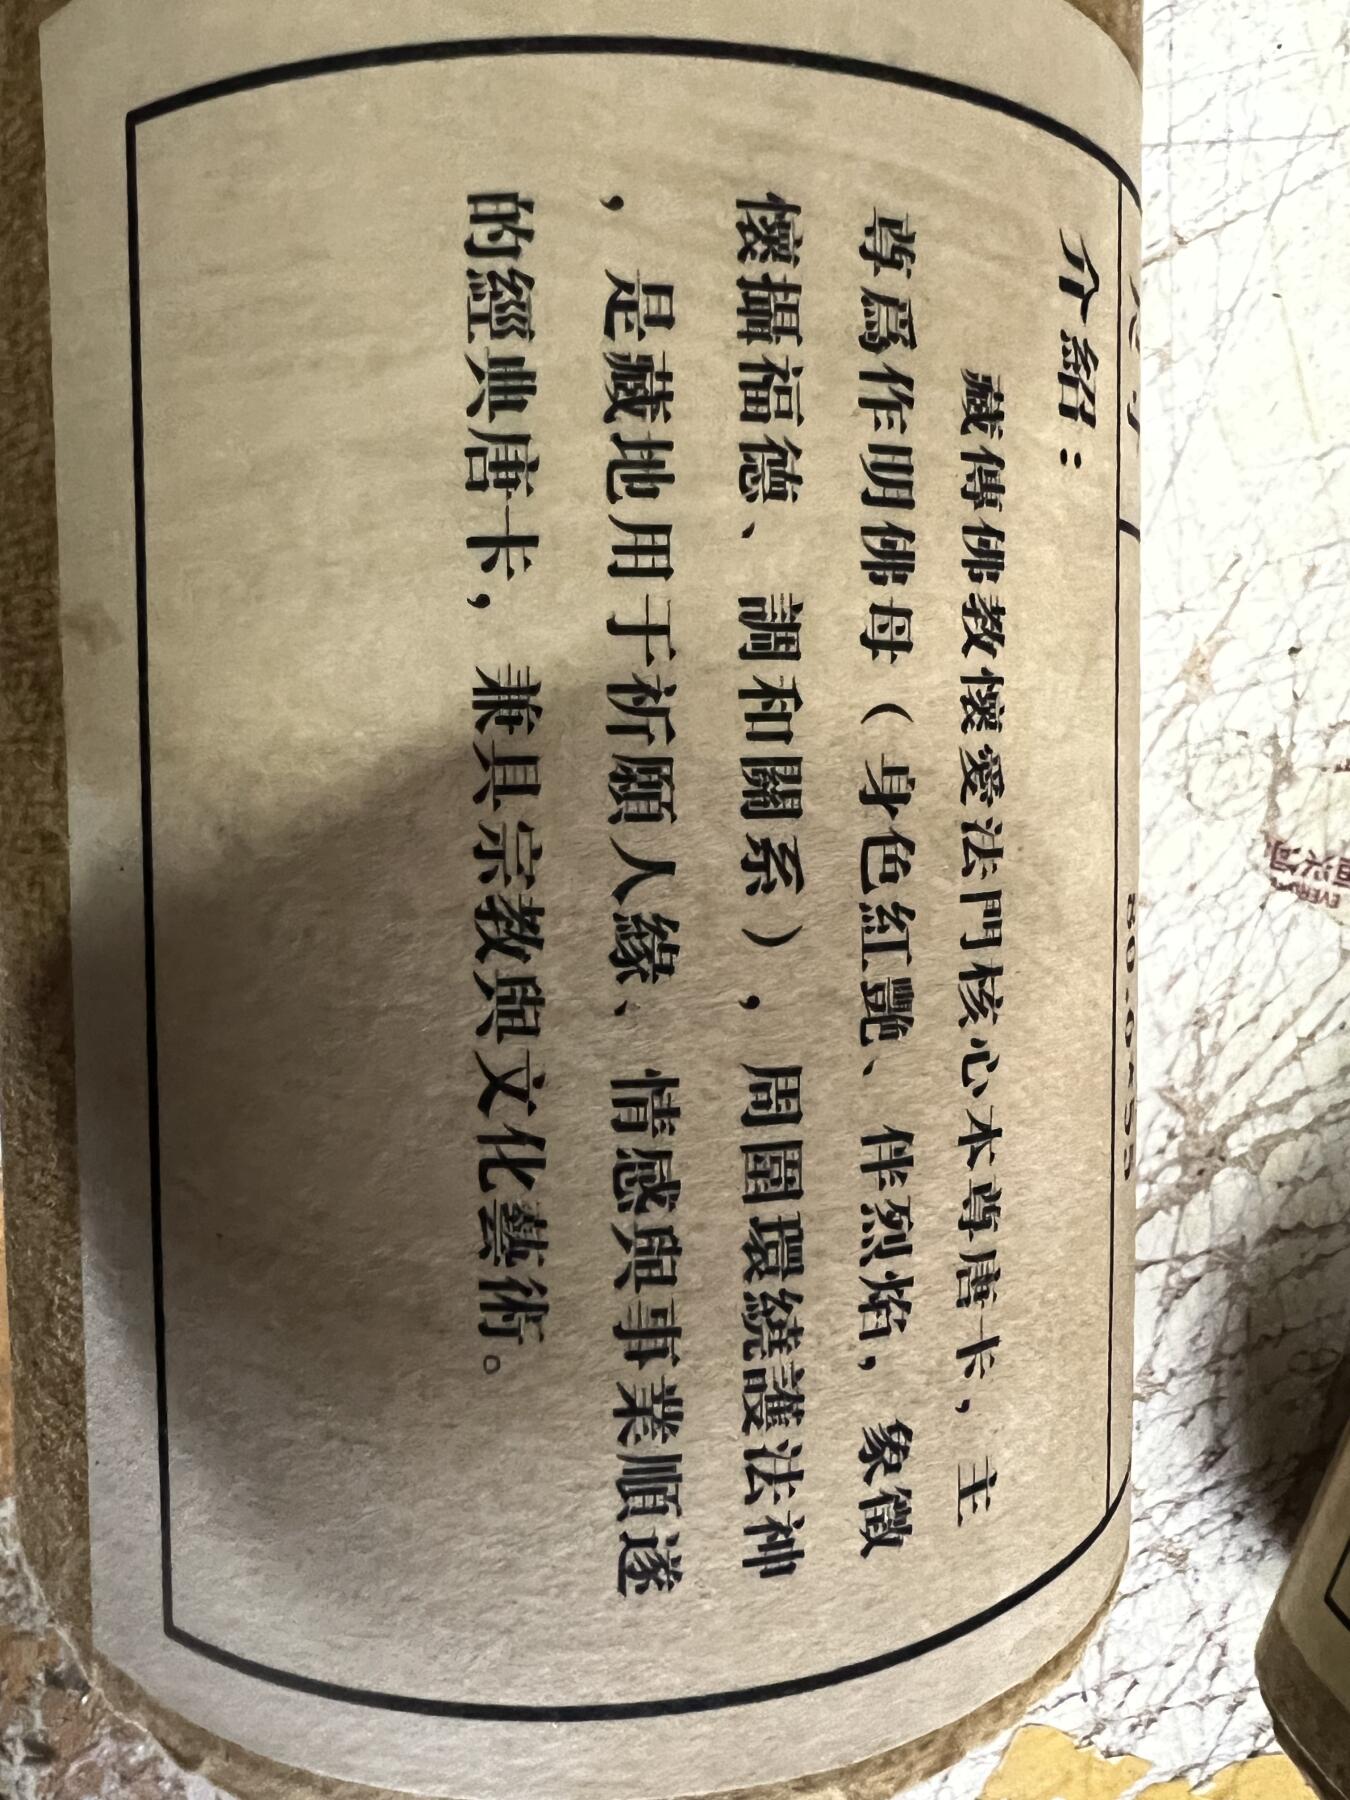 80.0455
介紹：
藏傳佛教懷愛法門核心本尊唐卡，主
尊爲作明佛母（身色紅艷、伴烈焰，象徵
懷攝福德、調和關系），周圍環繞護法神
，是藏地用于祈願人緣、情感與事業順遂
的經典唐卡，兼具宗教與文化藝術。